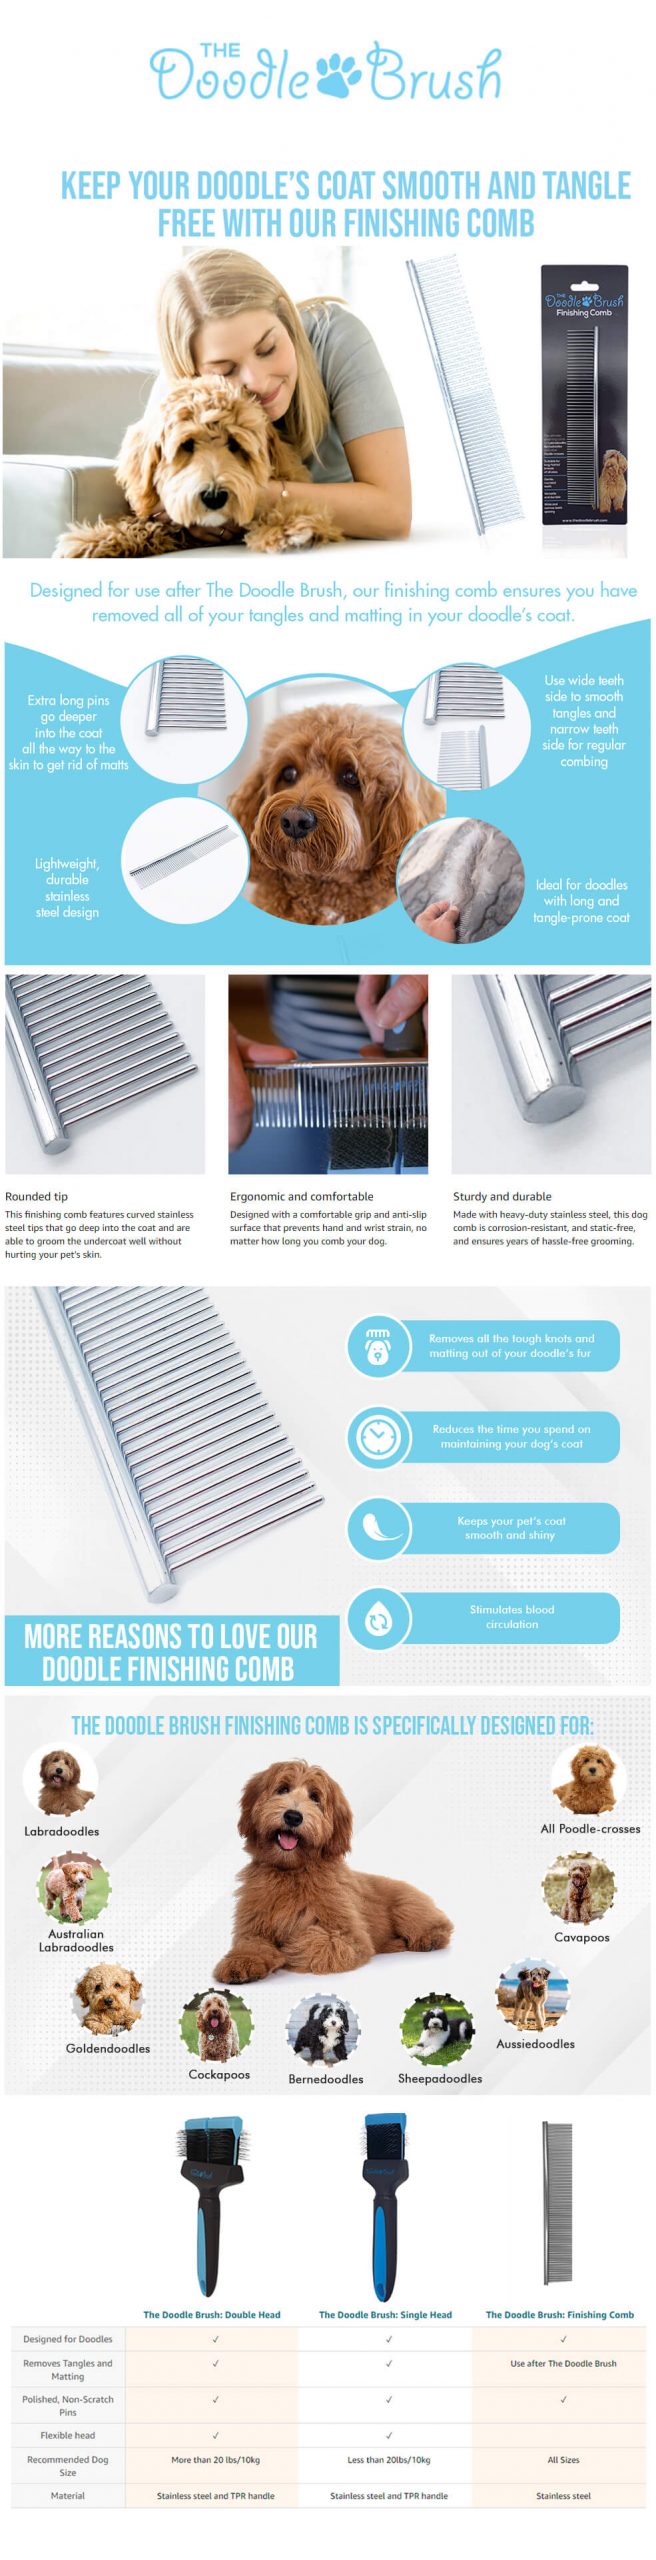 THE
Doodle Brush
KEEP YOUR DOODLE'S COAT SMOOTH AND TANGLE
FREE WITH OUR FINISHING COMB
THE
Doodle Brush
Finishing Comb
www.thedoodlebrush.com
Designed for use after The Doodle Brush, our finishing comb ensures you have
removed all of your tangles and matting in your doodle's coat.
Extra long pins
go deeper
into the coat
all the way to the
skin to get rid of matts
Use wide teeth
side to smooth
tangles and
narrow teeth
side for regular
combing
Lightweight,
durable
stainless
steel design
Ideal for doodles
with long and
tangle-prone coat
Rounded tip
This finishing comb features curved stainless
steel tips that go deep into the coat and are
able to groom the undercoat well without
hurting your pet's skin.
Ergonomic and comfortable
Designed with a comfortable grip and anti-slip
surface that prevents hand and wrist strain, no
matter how long you comb your dog.
Sturdy and durable
Made with heavy-duty stainless steel, this dog
comb is corrosion-resistant, and static-free,
and ensures years of hassle-free grooming.
Removes all the tough knots and
matting out of your doodle's fur
Reduces the time you spend on
maintaining your dog's coat
Keeps your pet's coat
smooth and shiny
Stimulates blood
circulation
MORE REASONS TO LOVE OUR
DOODLE FINISHING COMB
THE DOODLE BRUSH FINISHING COMB IS SPECIFICALLY DESIGNED FOR:
Labradoodles
All Poodle-crosses
Australian
Labradoodles
Cavapoos
Goldendoodles
Aussiedoodles
Cockapoos
Bernedoodles
Sheepadoodles
The Doodle Brush: Double Head The Doodle Brush: Single Head The Doodle Brush: Finishing Comb
Designed for Doodles ✓ ✓ ✓
Removes Tangles and
Matting ✓ ✓ Use after The Doodle Brush
Polished, Non-Scratch
Pins ✓ ✓ ✓
Flexible head ✓ ✓
Recommended Dog
Size More than 20 lbs/10kg Less than 20lbs/10kg All Sizes
Material Stainless steel and TPR handle Stainless steel and TPR handle Stainless steel